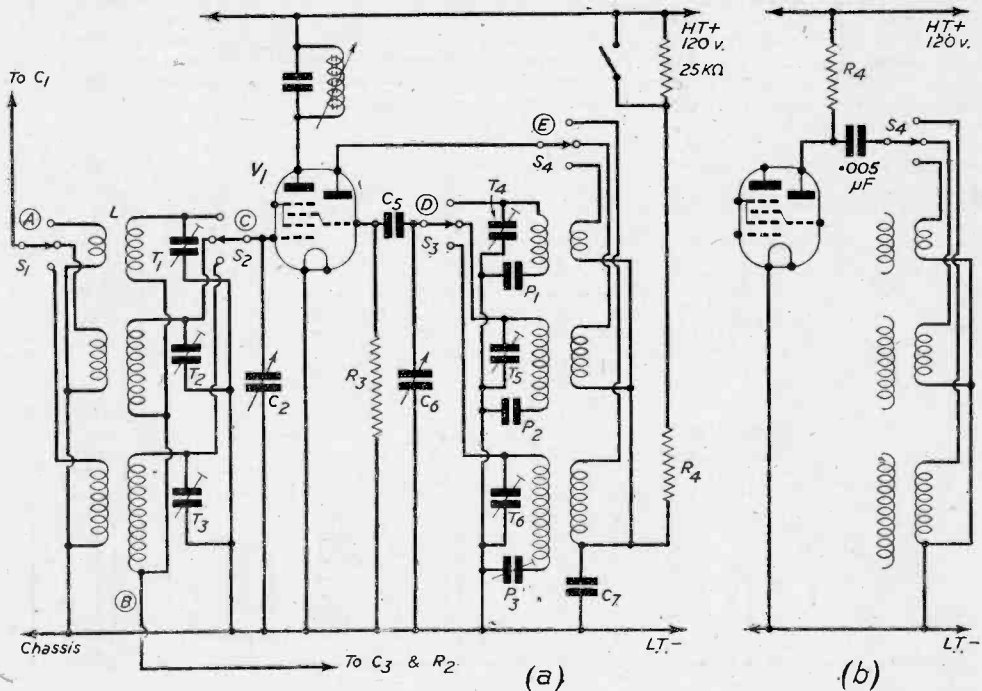 To C1
HT+
120 v.
25KΩ
HT+
120 v.
R4
A
L
S1
T1
C
S2
V1
C5
D
T4
S3
P1
E
S4
S4
.005
μF
T2
C2
R3
C6
T5
P2
T3
T6
R4
B
P3
C7
Chassis
LT.-
LT.-
To C3 & R2
(a)
(b)